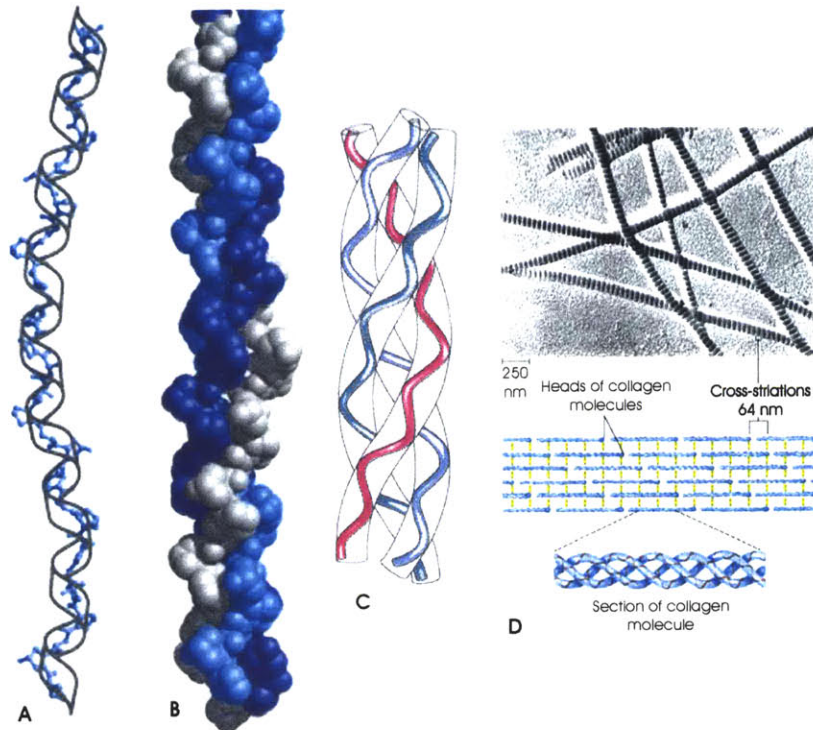 250
nm
Heads of collagen
molecules
Cross-striations
64 nm
Section of collagen
molecule
A
B
C
D